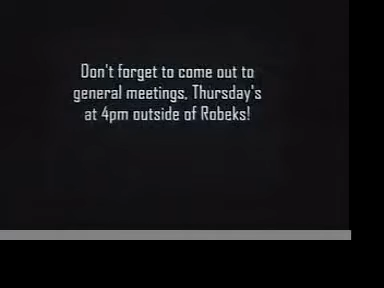 Don't forget to come out to
general meetings, Thursday's
at 4pm outside of Robeks!